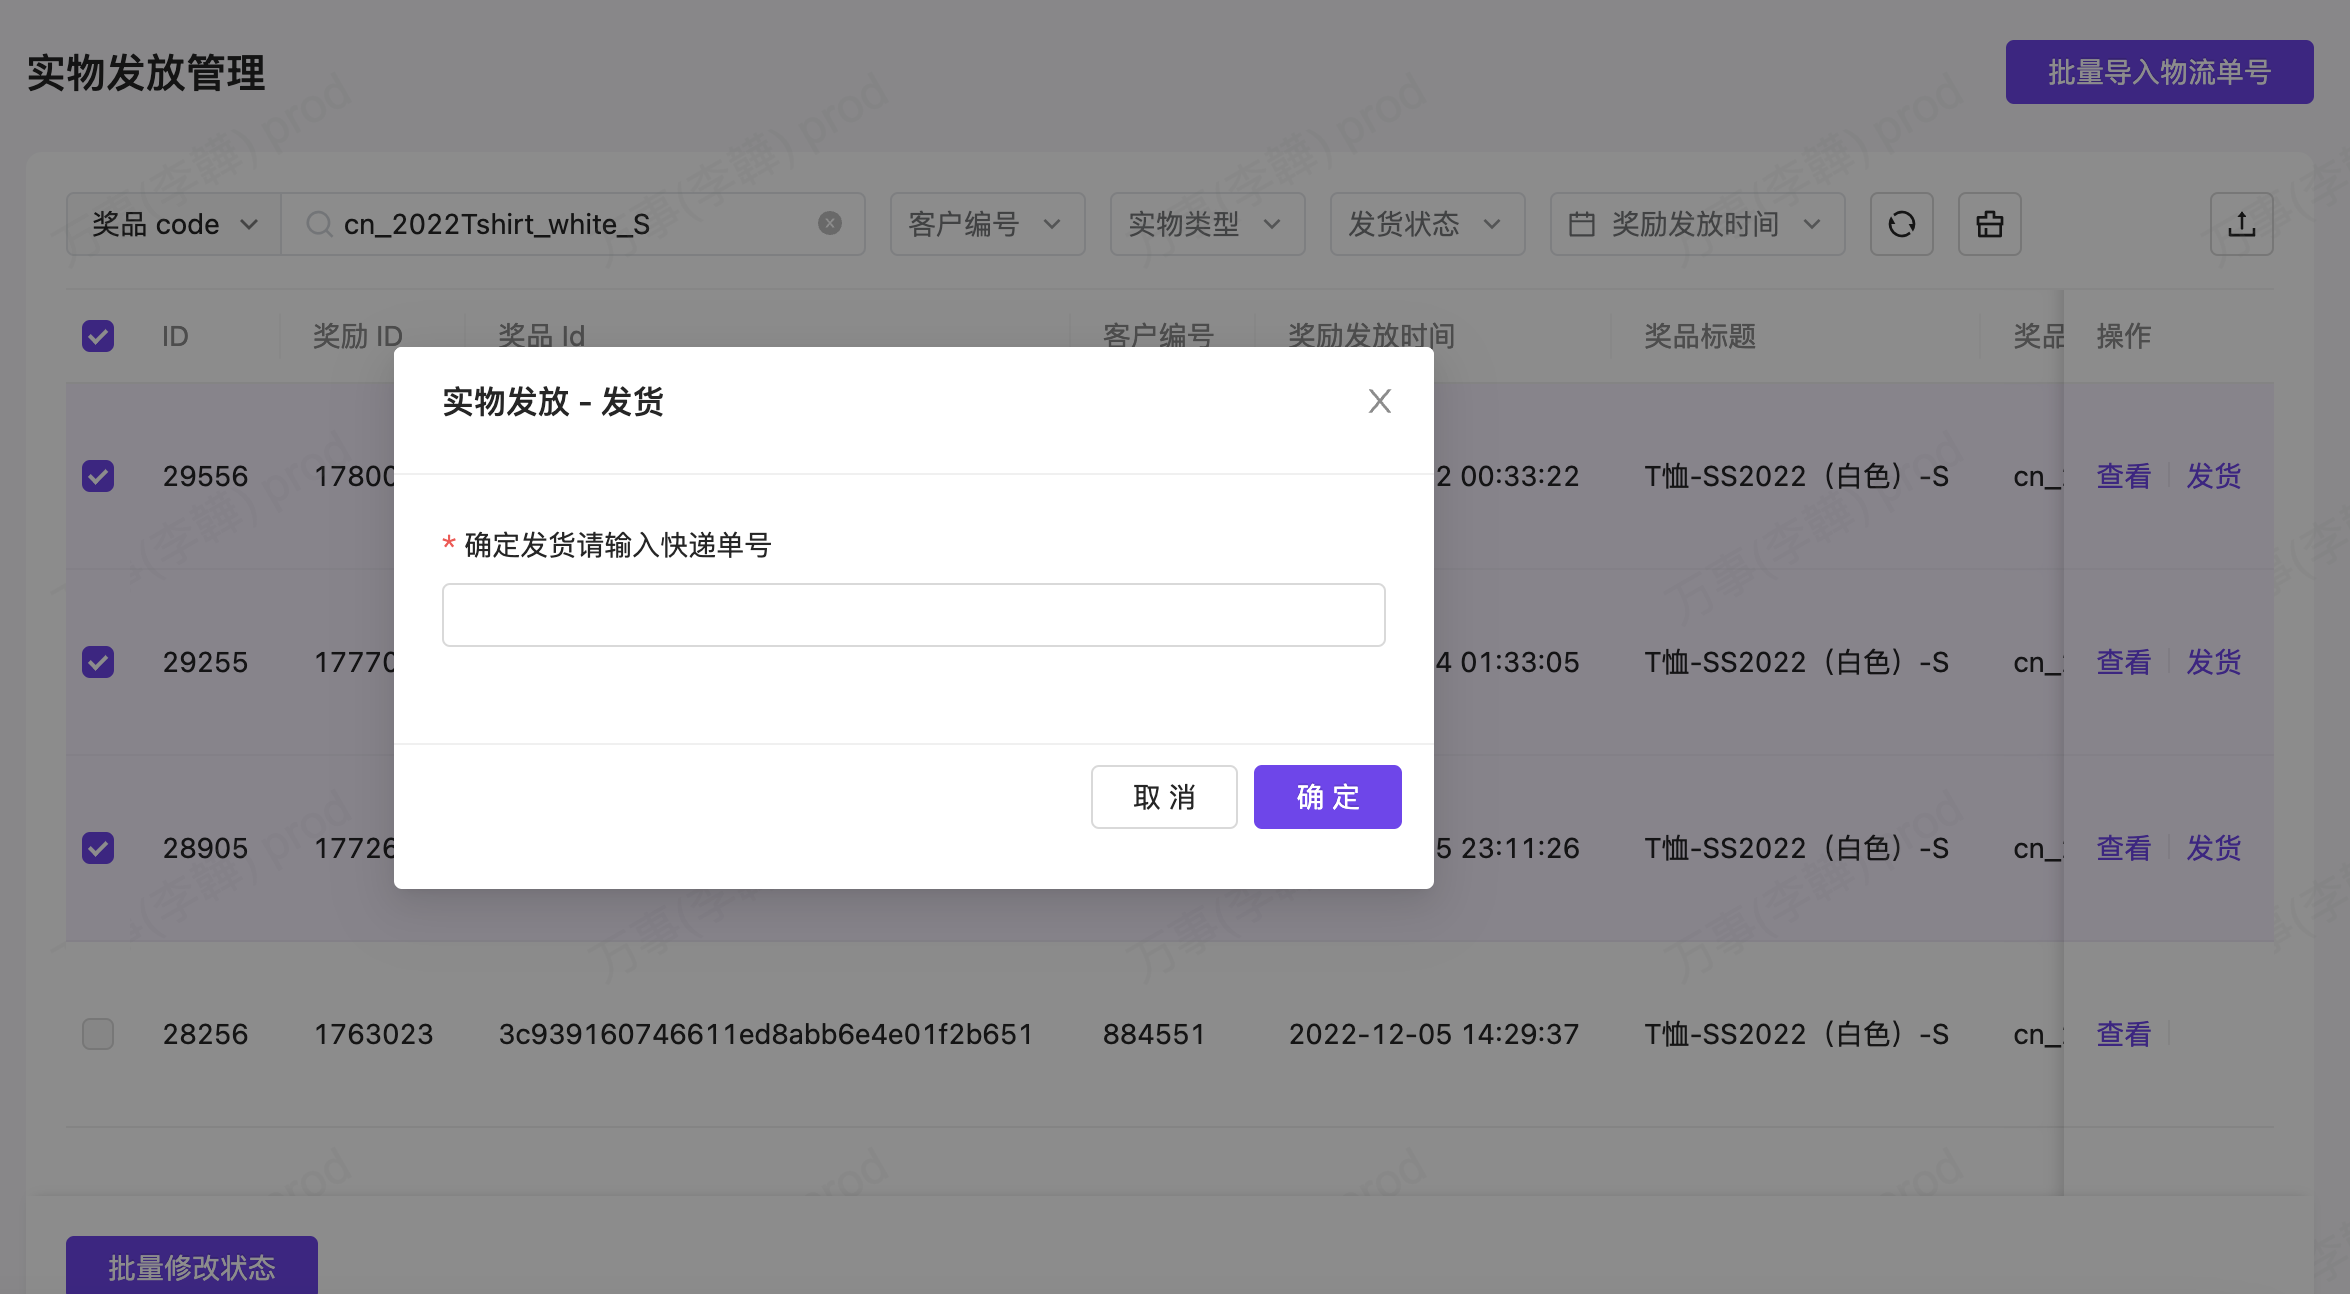 实物发放管理
批量导入物流单号
奖品 code
cn_2022Tshirt_white_S
客户编号
实物类型
发货状态
奖励发放时间
ID 奖励 ID 奖品 Id 客户编号 奖励发放时间 奖品标题 奖品 操作
29556 17800 2 00:33:22 T恤-SS2022（白色）-S cn_ 查看 发货
29255 17770 4 01:33:05 T恤-SS2022（白色）-S cn_ 查看 发货
28905 17726 5 23:11:26 T恤-SS2022（白色）-S cn_ 查看 发货
28256 1763023 3c939160746611ed8abb6e4e01f2b651 884551 2022-12-05 14:29:37 T恤-SS2022（白色）-S cn_ 查看
实物发放 - 发货
* 确定发货请输入快递单号
取 消
确 定
批量修改状态